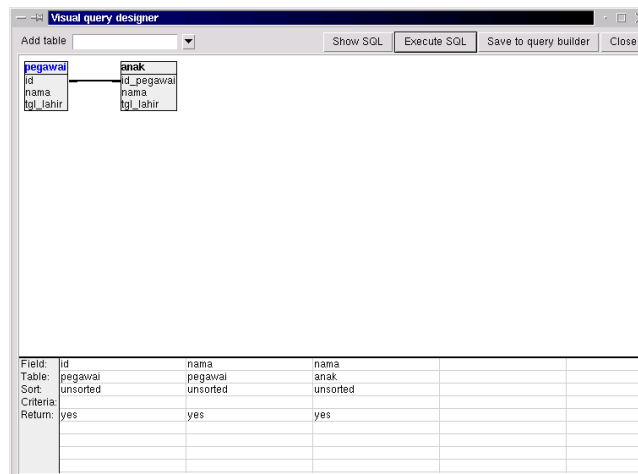 Visual query designer
Add table Show SQL Execute SQL Save to query builder Close
pegawai anak
id id_pegawai
nama nama
tgl_lahir tgl_lahir
Field: id nama nama
Table: pegawai pegawai anak
Sort: unsorted unsorted unsorted
Criteria:
Return: yes yes yes